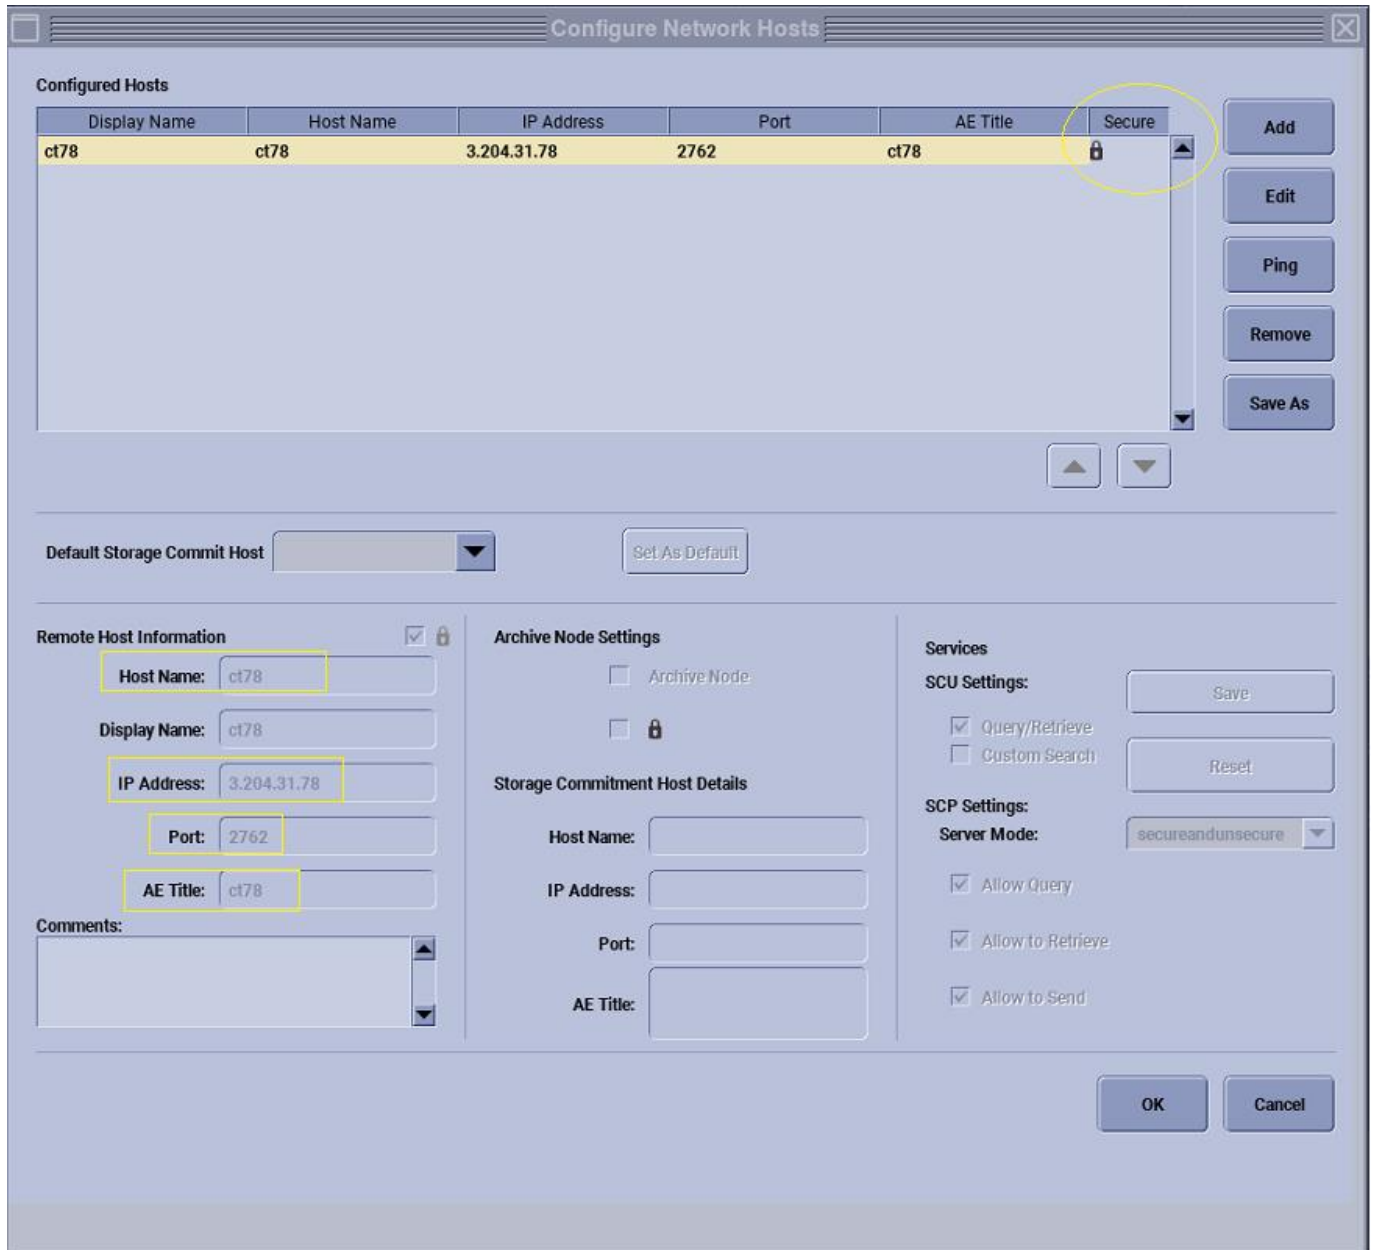 Configure Network Hosts
Configured Hosts
Display Name Host Name IP Address Port AE Title Secure
ct78 ct78 3.204.31.78 2762 ct78
Add
Edit
Ping
Remove
Save As
Default Storage Commit Host
Set As Default
Remote Host Information
Host Name: ct78
Display Name: ct78
IP Address: 3.204.31.78
Port: 2762
AE Title: ct78
Comments:
Archive Node Settings
Archive Node
Storage Commitment Host Details
Host Name:
IP Address:
Port:
AE Title:
Services
SCU Settings:
Save
Query/Retrieve
Custom Search
Reset
SCP Settings:
Server Mode: secureandunsecure
Allow Query
Allow to Retrieve
Allow to Send
OK
Cancel